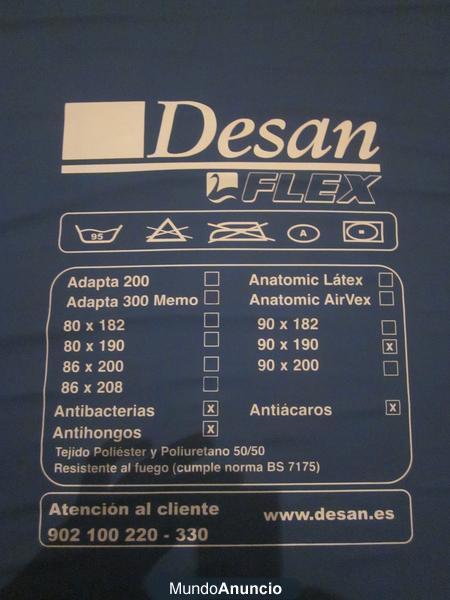 Desan
FLEX
95 A
Adapta 200 Anatomic Látex
Adapta 300 Memo Anatomic AirVex
80 x 182 90 x 182
80 x 190 90 x 190 x
86 x 200 90 x 200
86 x 208
Antibacterias x Antiácaros x
Antihongos x
Tejido Poliéster y Poliuretano 50/50
Resistente al fuego (cumple norma BS 7175)
Atención al cliente www.desan.es
902 100 220 - 330
MundoAnuncio